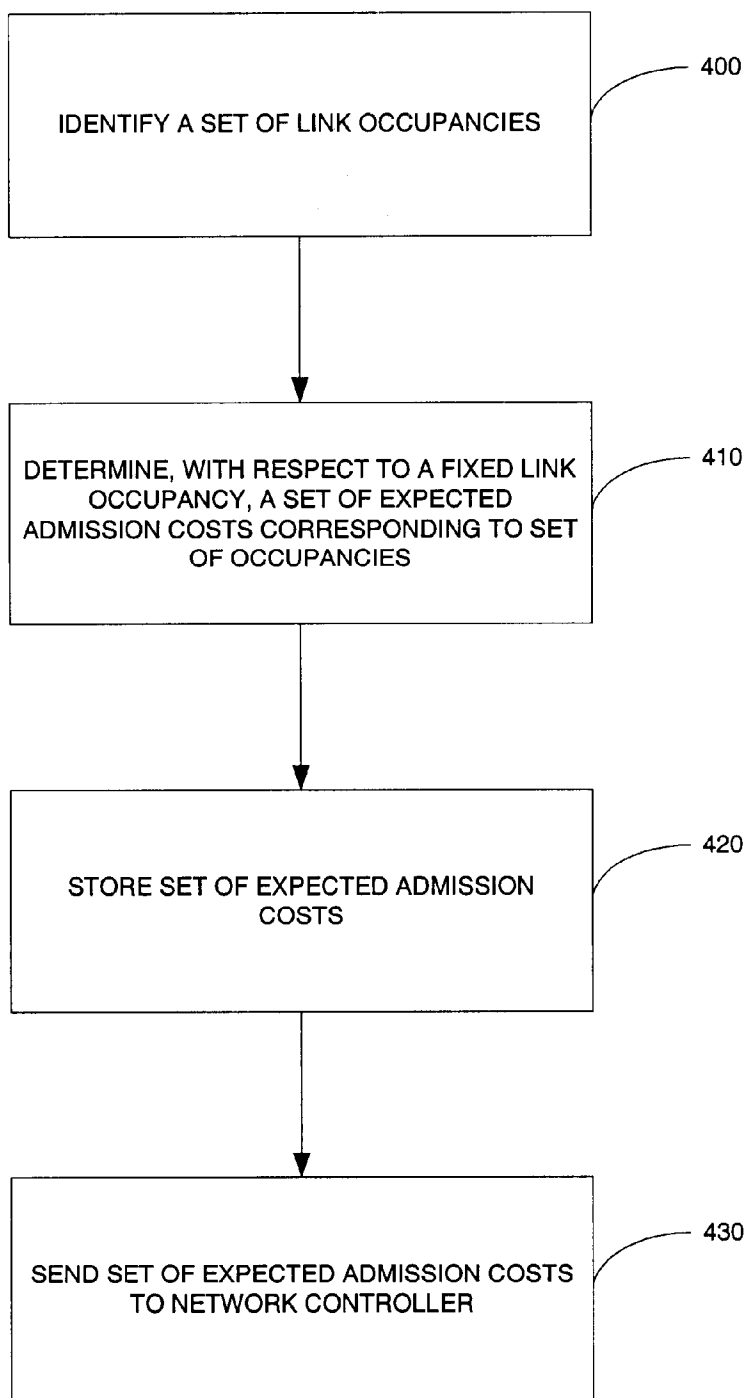 IDENTIFY A SET OF LINK OCCUPANCIES
400
DETERMINE, WITH RESPECT TO A FIXED LINK
OCCUPANCY, A SET OF EXPECTED
ADMISSION COSTS CORRESPONDING TO SET
OF OCCUPANCIES
410
STORE SET OF EXPECTED ADMISSION
COSTS
420
SEND SET OF EXPECTED ADMISSION COSTS
TO NETWORK CONTROLLER
430